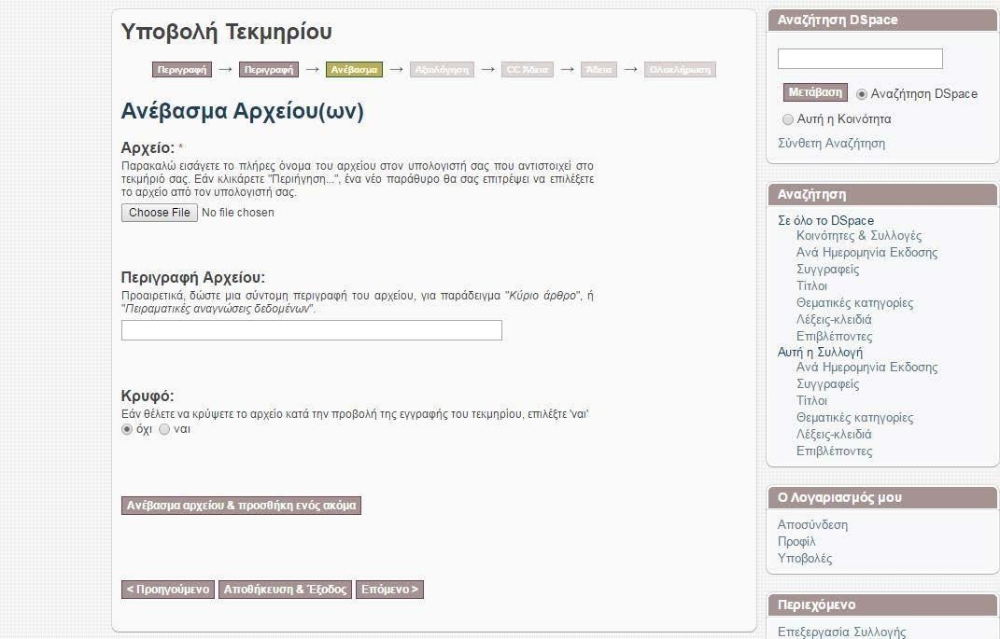 Υποβολή Τεκμηρίου
Περιγραφή → Περιγραφή → Ανέβασμα → Αξιολόγηση → CC Άδεια → Άδεια → Ολοκλήρωση
Ανέβασμα Αρχείου(ων)
Αρχείο: *
Παρακαλώ εισάγετε το πλήρες όνομα του αρχείου στον υπολογιστή σας που αντιστοιχεί στο
τεκμήριό σας. Εάν κλικάρετε "Περιήγηση...", ένα νέο παράθυρο θα σας επιτρέψει να επιλέξετε
το αρχείο από τον υπολογιστή σας.
Choose File No file chosen
Περιγραφή Αρχείου:
Προαιρετικά, δώστε μια σύντομη περιγραφή του αρχείου, για παράδειγμα "Κύριο άρθρο", ή
"Πειραματικές αναγνώσεις δεδομένων".
Κρυφό:
Εάν θέλετε να κρύψετε το αρχείο κατά την προβολή της εγγραφής του τεκμηρίου, επιλέξτε 'ναι'
όχι ναι
Ανέβασμα αρχείου & προσθήκη ενός ακόμα
< Προηγούμενο Αποθήκευση & Έξοδος Επόμενο >
Αναζήτηση DSpace
Μετάβαση Αναζήτηση DSpace
Αυτή η Κοινότητα
Σύνθετη Αναζήτηση
Αναζήτηση
Σε όλο το DSpace
Κοινότητες & Συλλογές
Ανά Ημερομηνία Εκδοσης
Συγγραφείς
Τίτλοι
Θεματικές κατηγορίες
Λέξεις-κλειδιά
Επιβλέποντες
Αυτή η Συλλογή
Ανά Ημερομηνία Εκδοσης
Συγγραφείς
Τίτλοι
Θεματικές κατηγορίες
Λέξεις-κλειδιά
Επιβλέποντες
Ο Λογαριασμός μου
Αποσύνδεση
Προφίλ
Υποβολές
Περιεχόμενο
Επεξεργασία Συλλογής